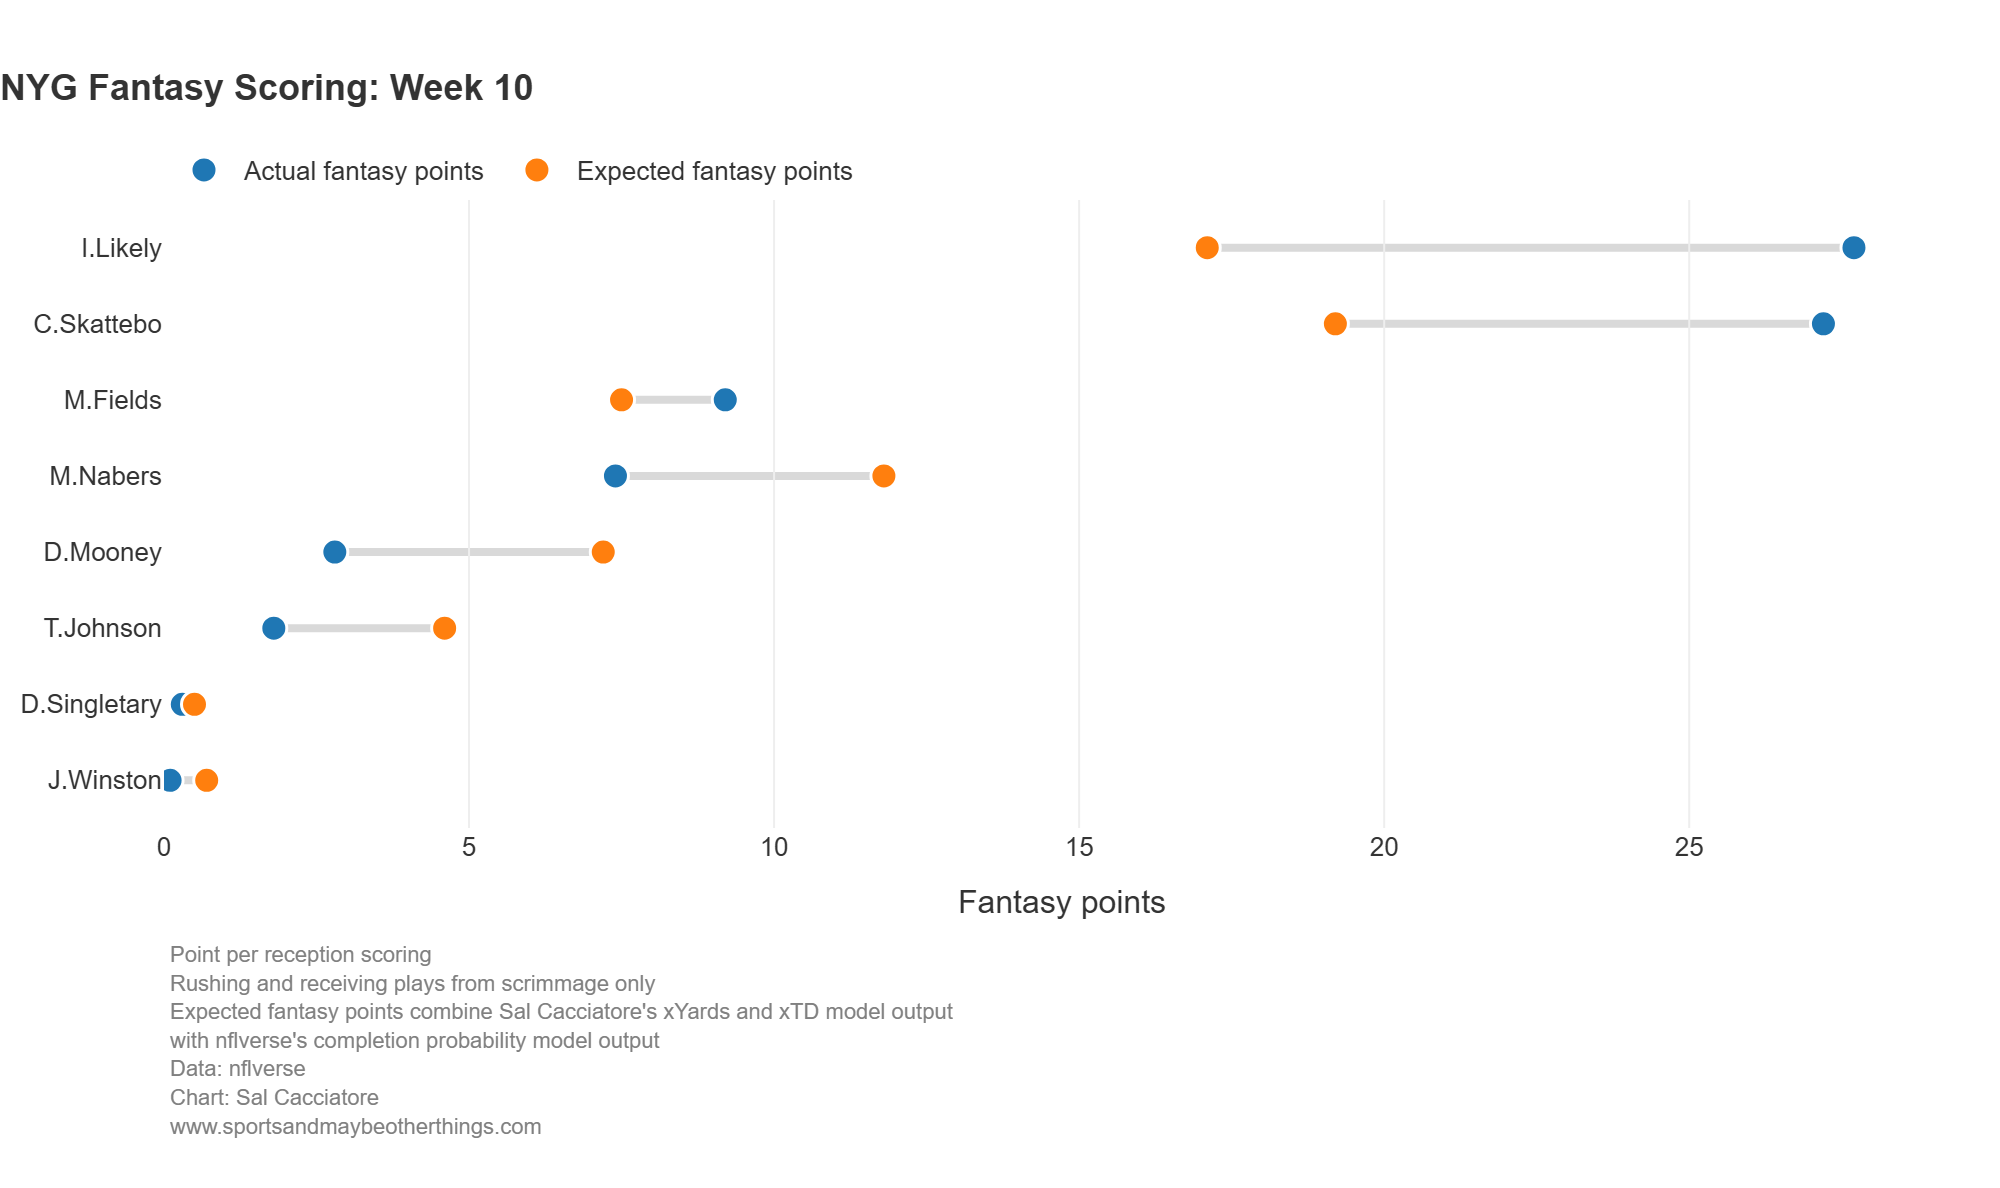 NYG Fantasy Scoring: Week 10
Actual fantasy points
Expected fantasy points
I.Likely
C.Skattebo
M.Fields
M.Nabers
D.Mooney
T.Johnson
D.Singletary
J.Winston
0 5 10 15 20 25
Fantasy points
Point per reception scoring
Rushing and receiving plays from scrimmage only
Expected fantasy points combine Sal Cacciatore's xYards and xTD model output
with nflverse's completion probability model output
Data: nflverse
Chart: Sal Cacciatore
www.sportsandmaybeotherthings.com